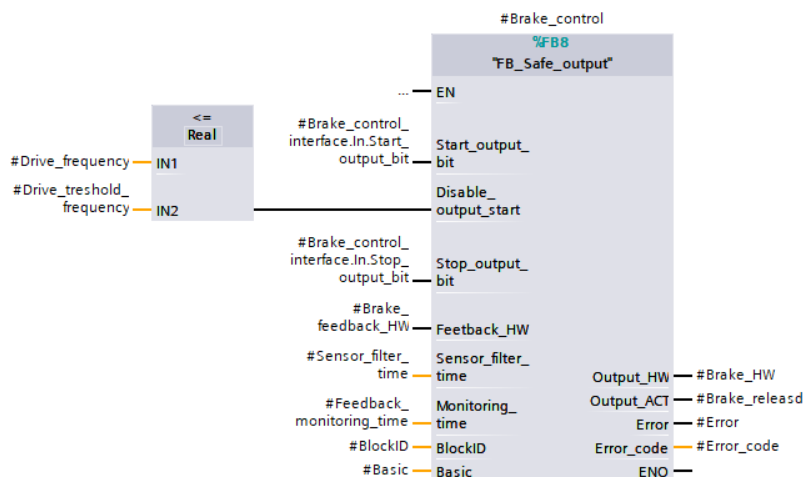 #Brake_control
%FB8
"FB_Safe_output"
... EN
<=
Real
#Drive_frequency IN1
#Drive_treshold_
frequency IN2
#Brake_control_
interface.In.Start_
output_bit
Start_output_
bit
Disable_
output_start
#Brake_control_
interface.In.Stop_
output_bit
Stop_output_
bit
#Brake_
feedback_HW
Feetback_HW
#Sensor_filter_
time
Sensor_filter_
time
Output_HW #Brake_HW
Output_ACT #Brake_releasd
#Feedback_
monitoring_time
Monitoring_
time
Error #Error
#BlockID BlockID
Error_code #Error_code
#Basic Basic
ENO